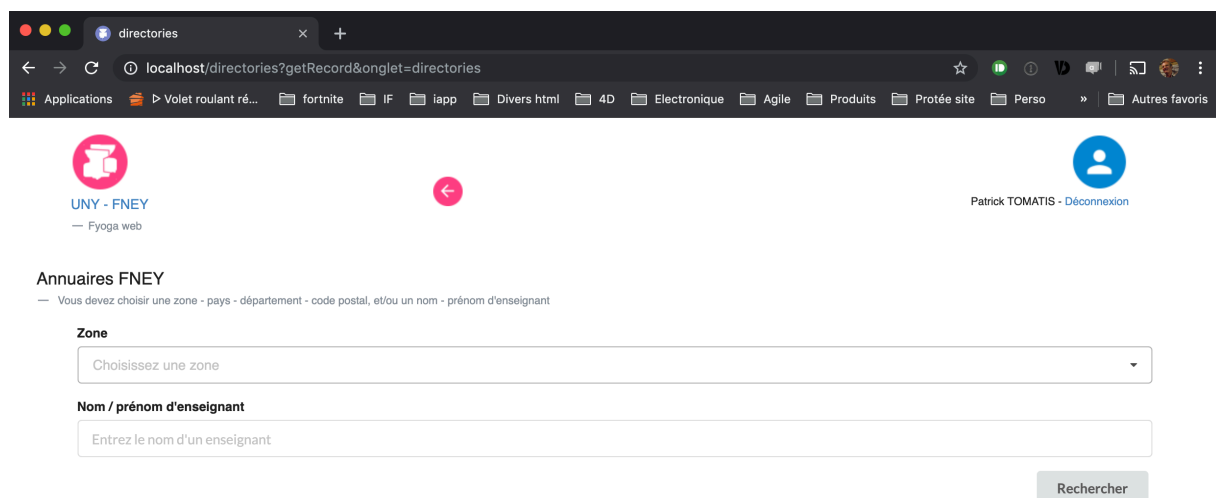 directories
localhost/directories?getRecord&onglet=directories
Applications ᐅ Volet roulant ré... fortnite IF iapp Divers html 4D Electronique Agile Produits Protée site Perso » Autres favoris
UNY - FNEY
— Fyoga web
Patrick TOMATIS - Déconnexion
Annuaires FNEY
— Vous devez choisir une zone - pays - département - code postal, et/ou un nom - prénom d'enseignant
Zone
Choisissez une zone
Nom / prénom d'enseignant
Entrez le nom d'un enseignant
Rechercher